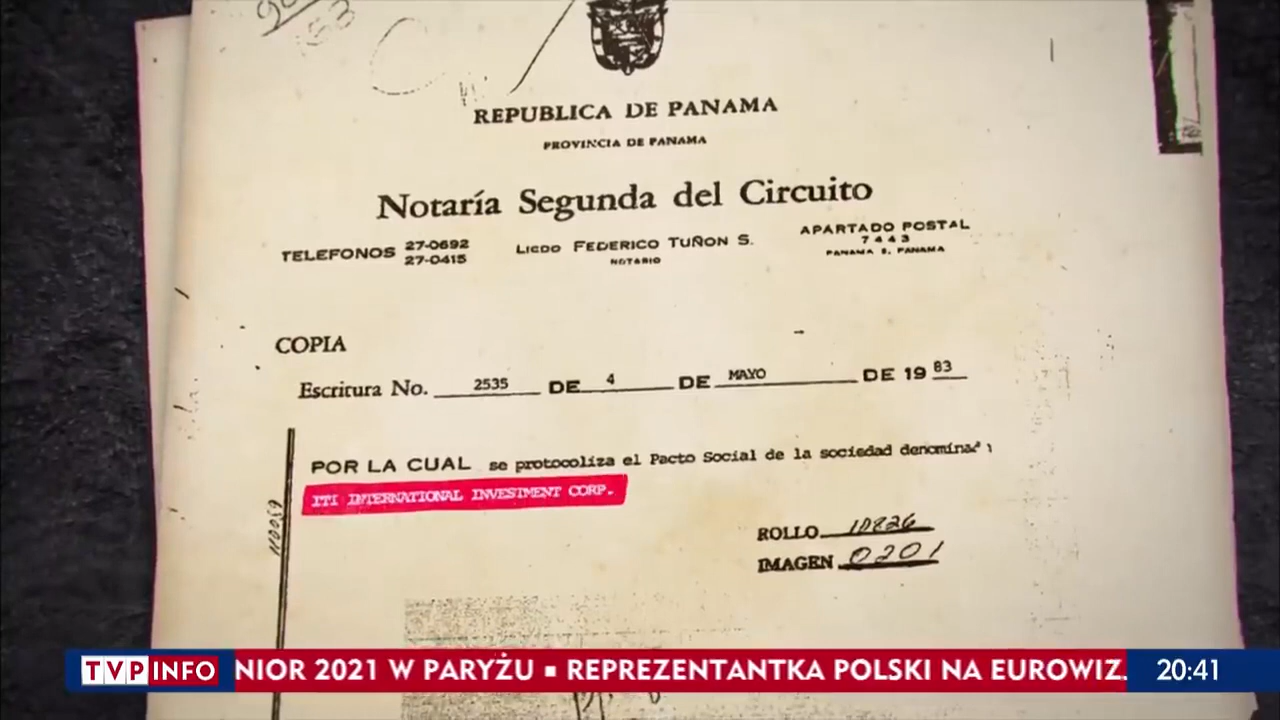 REPUBLICA DE PANAMA
PROVINCIA DE PANAMA
Notaría Segunda del Circuito
TELEFONOS 27-0692
27-0415
LICDO FEDERICO TUÑON S.
NOTARIO
APARTADO POSTAL
7443
PANAMA 9, PANAMA
COPIA
Escritura No. 2535 DE 4 DE MAYO DE 19 83
POR LA CUAL se protocoliza el Pacto Social de la sociedad
ITI INTERNATIONAL INVESTMENT CORP.
ROLLO 10826
IMAGEN 0201
TVP INFO NIOR 2021 W PARYŻU ▪ REPREZENTANTKA POLSKI NA EUROWIZ. 20:41